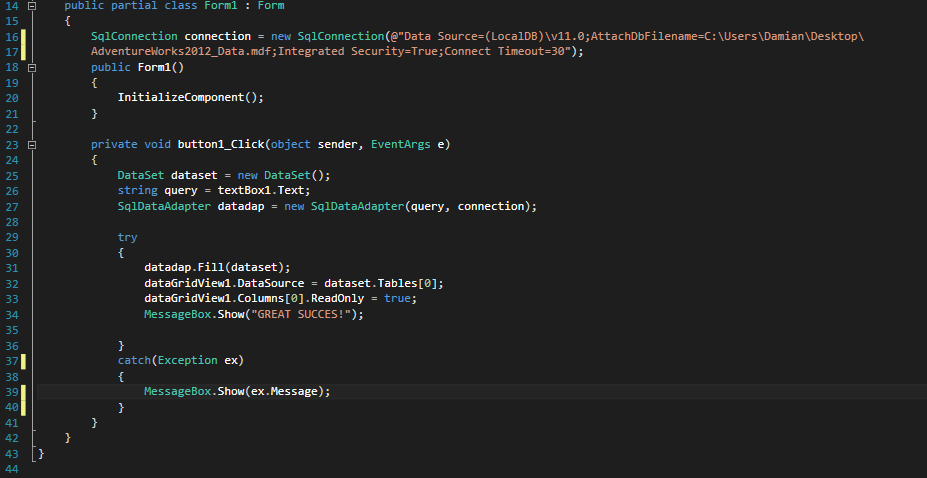 14 public partial class Form1 : Form
15 {
16 SqlConnection connection = new SqlConnection(@"Data Source=(LocalDB)\v11.0;AttachDbFilename=C:\Users\Damian\Desktop\
17 AdventureWorks2012_Data.mdf;Integrated Security=True;Connect Timeout=30");
18 public Form1()
19 {
20 InitializeComponent();
21 }
22
23 private void button1_Click(object sender, EventArgs e)
24 {
25 DataSet dataset = new DataSet();
26 string query = textBox1.Text;
27 SqlDataAdapter datadap = new SqlDataAdapter(query, connection);
28
29 try
30 {
31 datadap.Fill(dataset);
32 dataGridView1.DataSource = dataset.Tables[0];
33 dataGridView1.Columns[0].ReadOnly = true;
34 MessageBox.Show("GREAT SUCCES!");
35
36 }
37 catch(Exception ex)
38 {
39 MessageBox.Show(ex.Message);
40 }
41 }
42 }
43 }
44